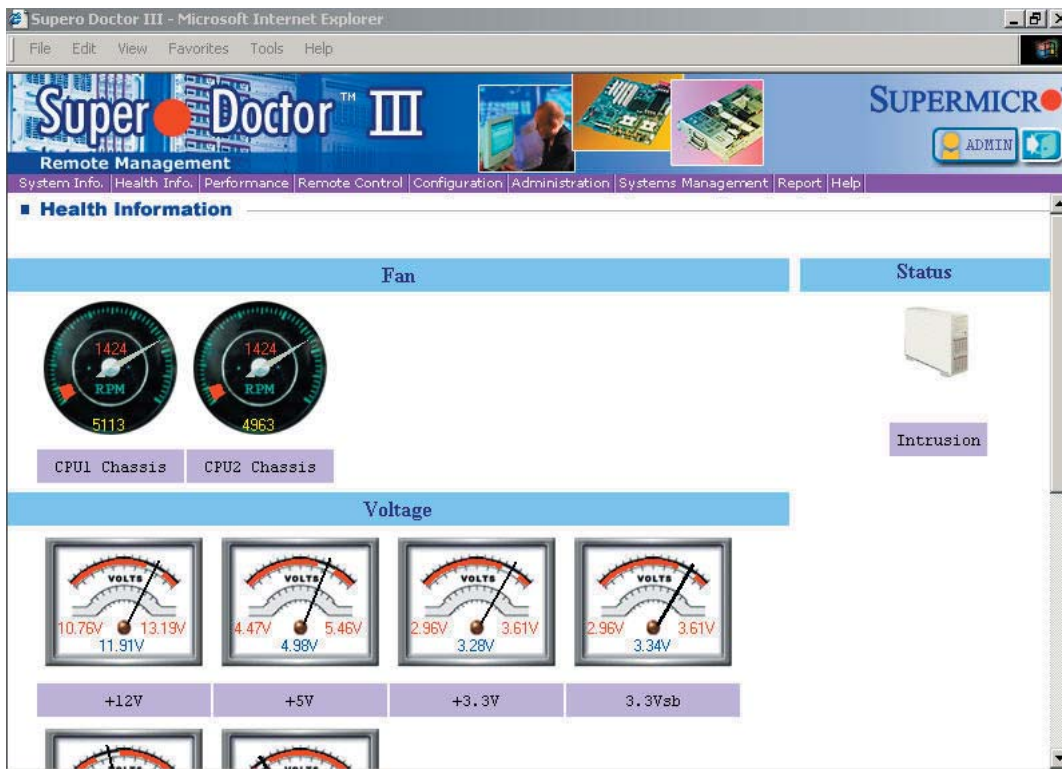 Supero Doctor III - Microsoft Internet Explorer
File Edit View Favorites Tools Help
Super Doctor™ III
SUPERMICR
Remote Management
ADMIN
System Info. Health Info. Performance Remote Control Configuration Administration Systems Management Report Help
Health Information
Fan
Status
1424
RPM
5113
1424
RPM
4963
CPU1 Chassis
CPU2 Chassis
Intrusion
Voltage
VOLTS
10.76V 13.19V
11.91V
VOLTS
4.47V 5.46V
4.98V
VOLTS
2.96V 3.61V
3.28V
VOLTS
2.96V 3.61V
3.34V
+12V
+5V
+3.3V
3.3Vsb